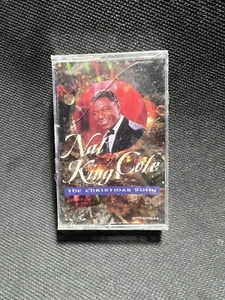 Nat
King Cole
the CHRISTMAS SONG